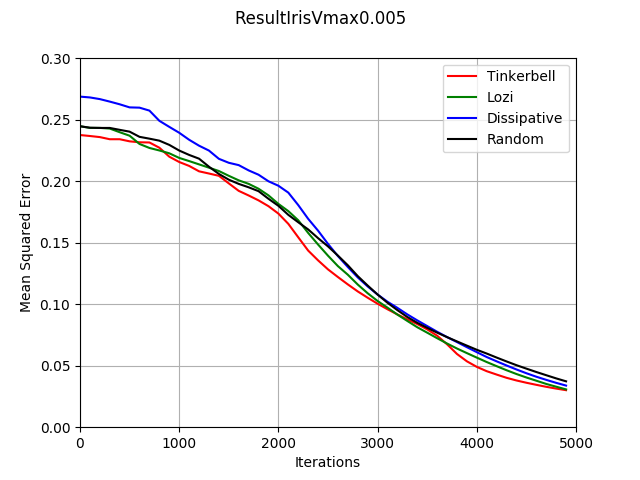 ResultIrisVmax0.005
0.30
0.25
0.20
0.15
0.10
0.05
0.00
Mean Squared Error
Tinkerbell
Lozi
Dissipative
Random
0 1000 2000 3000 4000 5000
Iterations